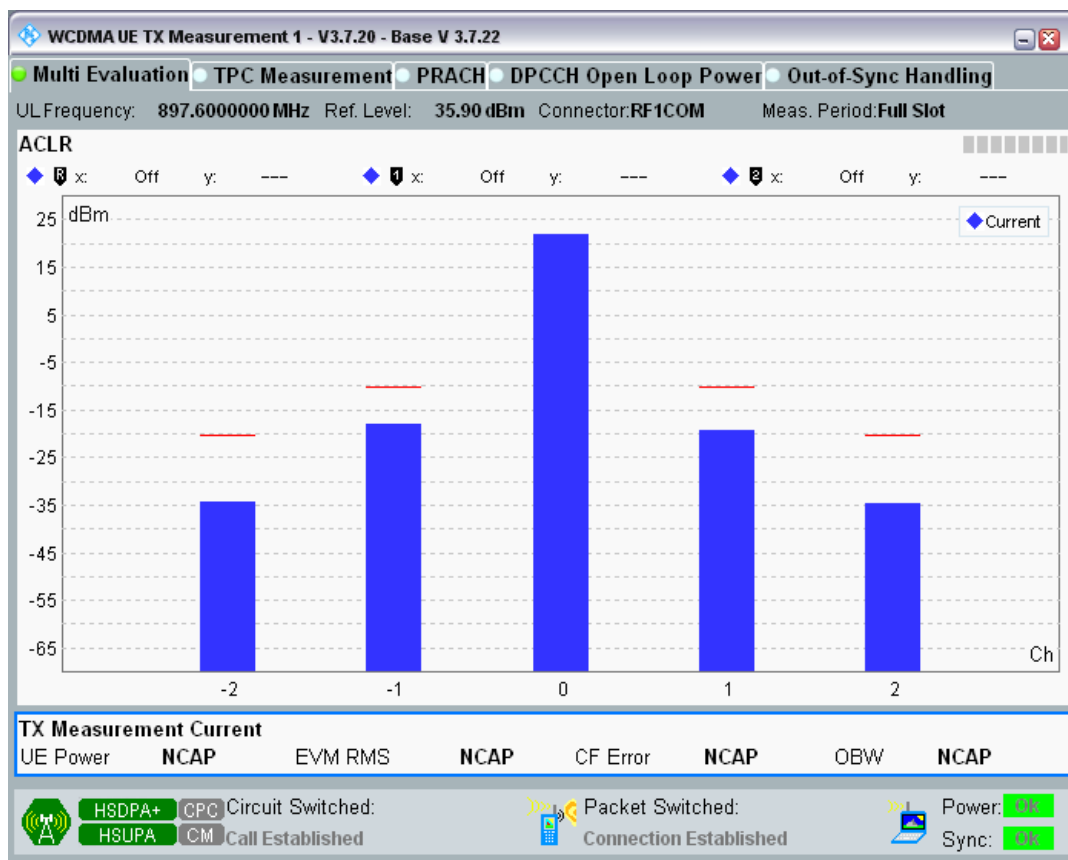 WCDMA UE TX Measurement 1 - V3.7.20 - Base V 3.7.22
Multi Evaluation TPC Measurement PRACH DPCCH Open Loop Power Out-of-Sync Handling
UL Frequency: 897.6000000 MHz Ref. Level: 35.90 dBm Connector:RF1COM Meas. Period:Full Slot
ACLR
R x: Off y: --- 1 x: Off y: --- 2 x: Off y: ---
25 dBm
Current
15
5
-5
-15
-25
-35
-45
-55
-65
Ch
-2 -1 0 1 2
TX Measurement Current
UE Power NCAP EVM RMS NCAP CF Error NCAP OBW NCAP
HSDPA+ CPC Circuit Switched: Packet Switched: Power: OK
HSUPA CM Call Established Connection Established Sync: OK